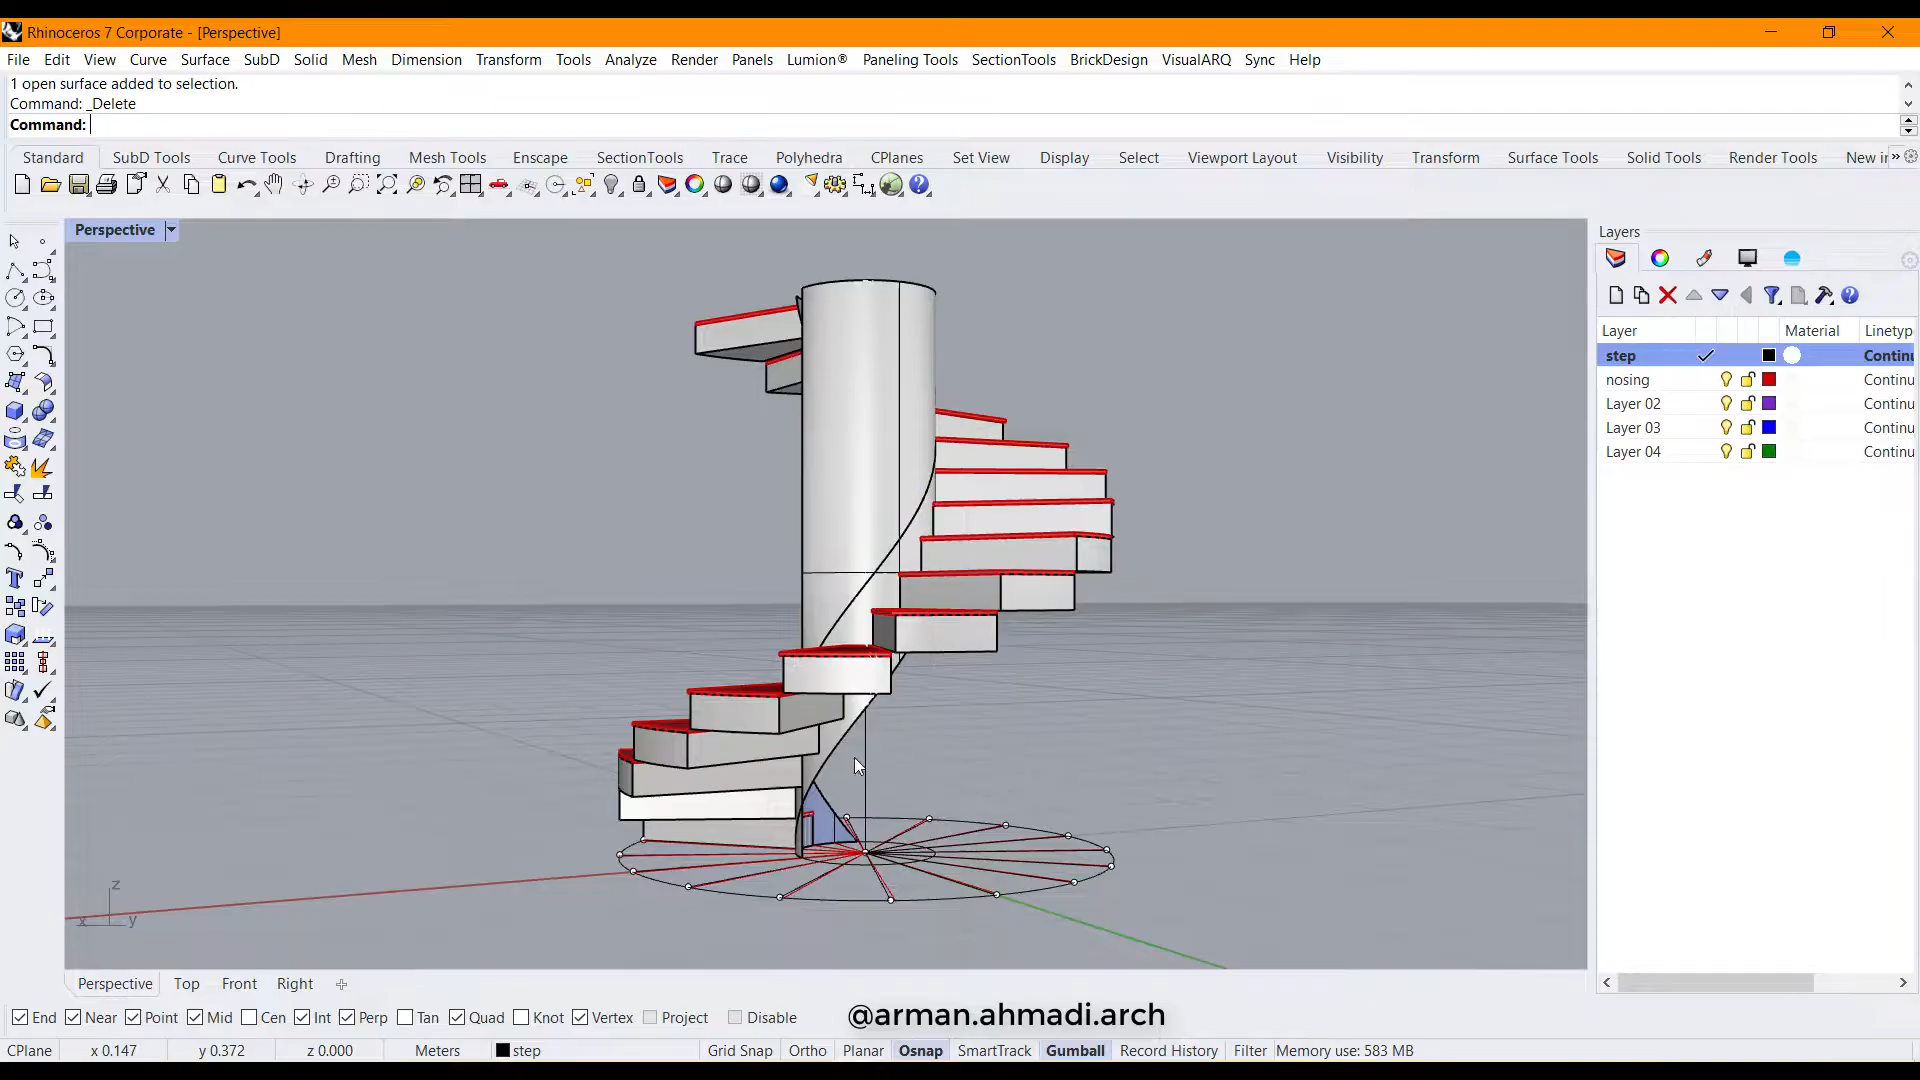 Rhinoceros 7 Corporate - [Perspective]
File Edit View Curve Surface SubD Solid Mesh Dimension Transform Tools Analyze Render Panels Lumion® Paneling Tools SectionTools BrickDesign VisualARQ Sync Help
1 open surface added to selection.
Command: _Delete
Command:
Standard SubD Tools Curve Tools Drafting Mesh Tools Enscape SectionTools Trace Polyhedra CPlanes Set View Display Select Viewport Layout Visibility Transform Surface Tools Solid Tools Render Tools New in »
Perspective
Layers
Layer Material Linetyp
step Continu
nosing Continu
Layer 02 Continu
Layer 03 Continu
Layer 04 Continu
z
x y
Perspective Top Front Right
End Near Point Mid Cen Int Perp Tan Quad Knot Vertex Project Disable
@arman.ahmadi.arch
CPlane x 0.147 y 0.372 z 0.000 Meters step Grid Snap Ortho Planar Osnap SmartTrack Gumball Record History Filter Memory use: 583 MB